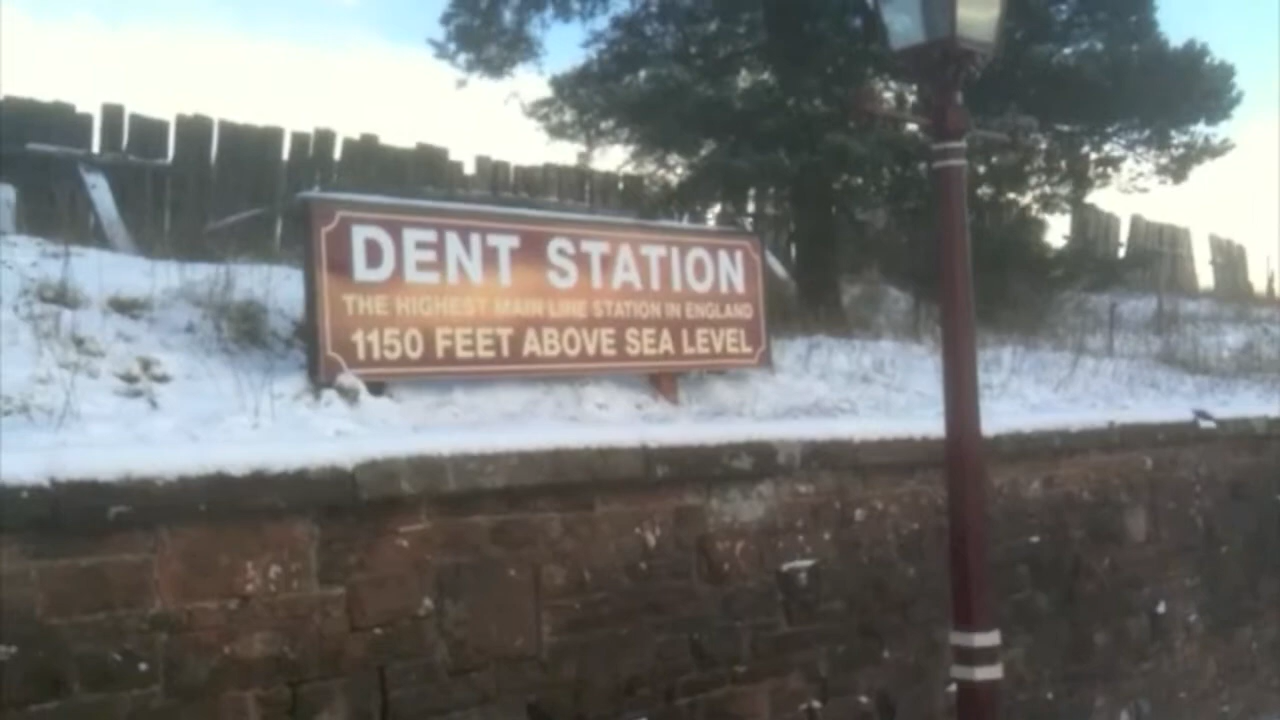 DENT STATION
THE HIGHEST MAIN LINE STATION IN ENGLAND
1150 FEET ABOVE SEA LEVEL